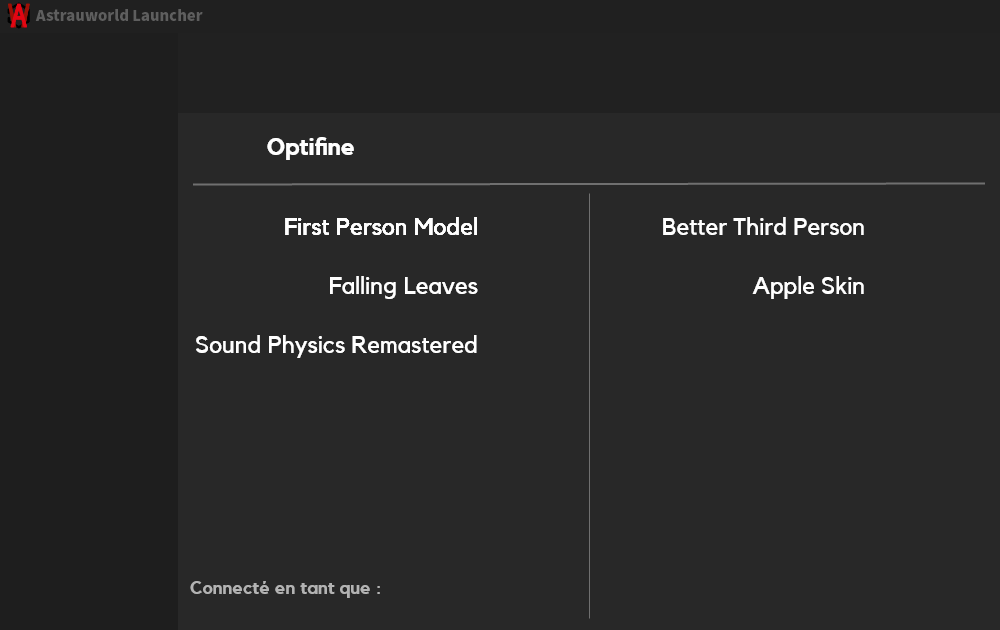 Astrauworld Launcher
Optifine
First Person Model
Better Third Person
Falling Leaves
Apple Skin
Sound Physics Remastered
Connecté en tant que :